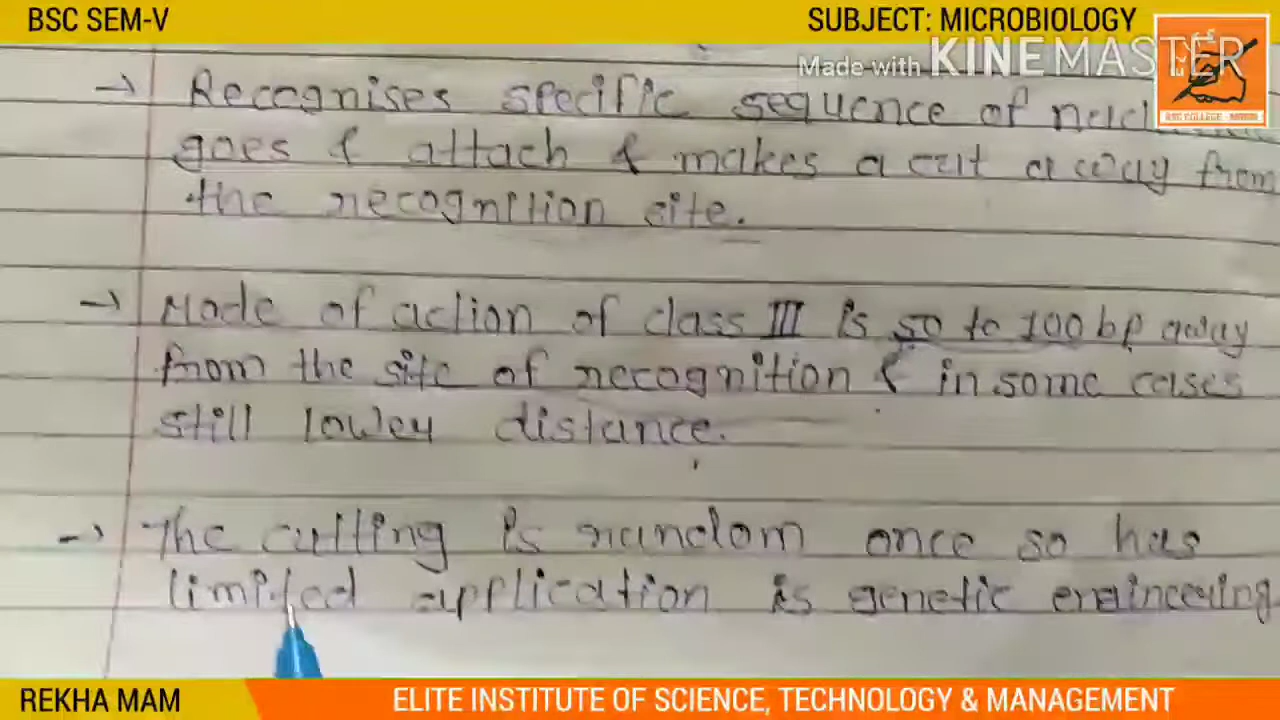 BSC SEM-V
SUBJECT: MICROBIOLOGY
Made with KINEMASTER
→ Recognises specific sequence of
goes & attach & makes a cut away from
the recognition site.
→ Mode of action of class III is 50 to 100 bp away
from the site of recognition & in some cases
still lower distance.
→ The cutting is random once so has
limited application is genetic engineering
REKHA MAM
ELITE INSTITUTE OF SCIENCE, TECHNOLOGY & MANAGEMENT